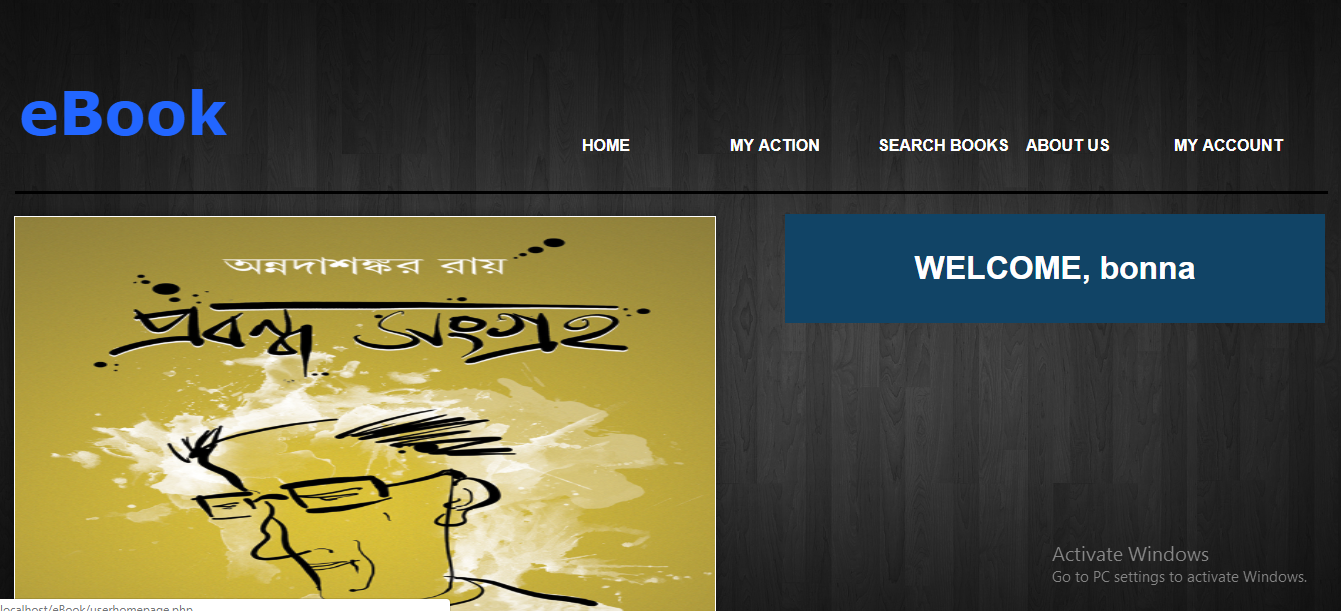 eBook
HOME MY ACTION SEARCH BOOKS ABOUT US MY ACCOUNT
অন্নদাশঙ্কর রায়
প্রবন্ধ সংগ্রহ
WELCOME, bonna
Activate Windows
Go to PC settings to activate Windows.
localhost/eBook/userhomepage.php